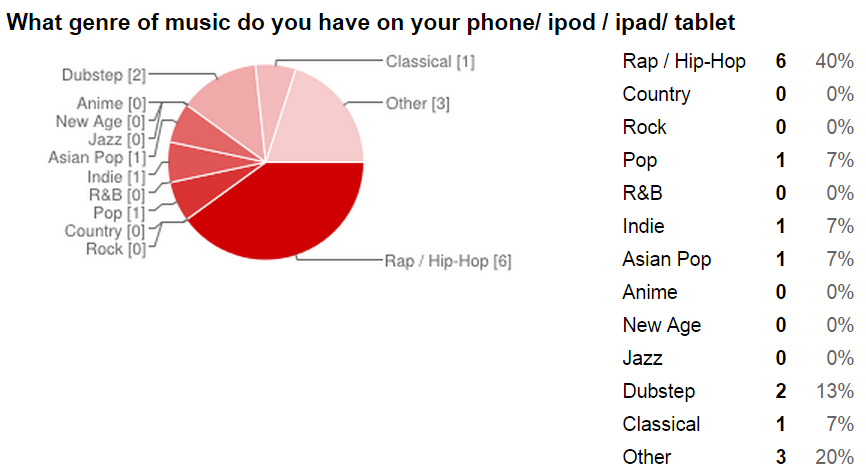 What genre of music do you have on your phone/ ipod / ipad/ tablet
Classical [1]
Dubstep [2]
Other [3]
Anime [0]
New Age [0]
Jazz [0]
Asian Pop [1]
Indie [1]
R&B [0]
Pop [1]
Country [0]
Rock [0]
Rap / Hip-Hop [6]
Rap / Hip-Hop 6 40%
Country 0 0%
Rock 0 0%
Pop 1 7%
R&B 0 0%
Indie 1 7%
Asian Pop 1 7%
Anime 0 0%
New Age 0 0%
Jazz 0 0%
Dubstep 2 13%
Classical 1 7%
Other 3 20%